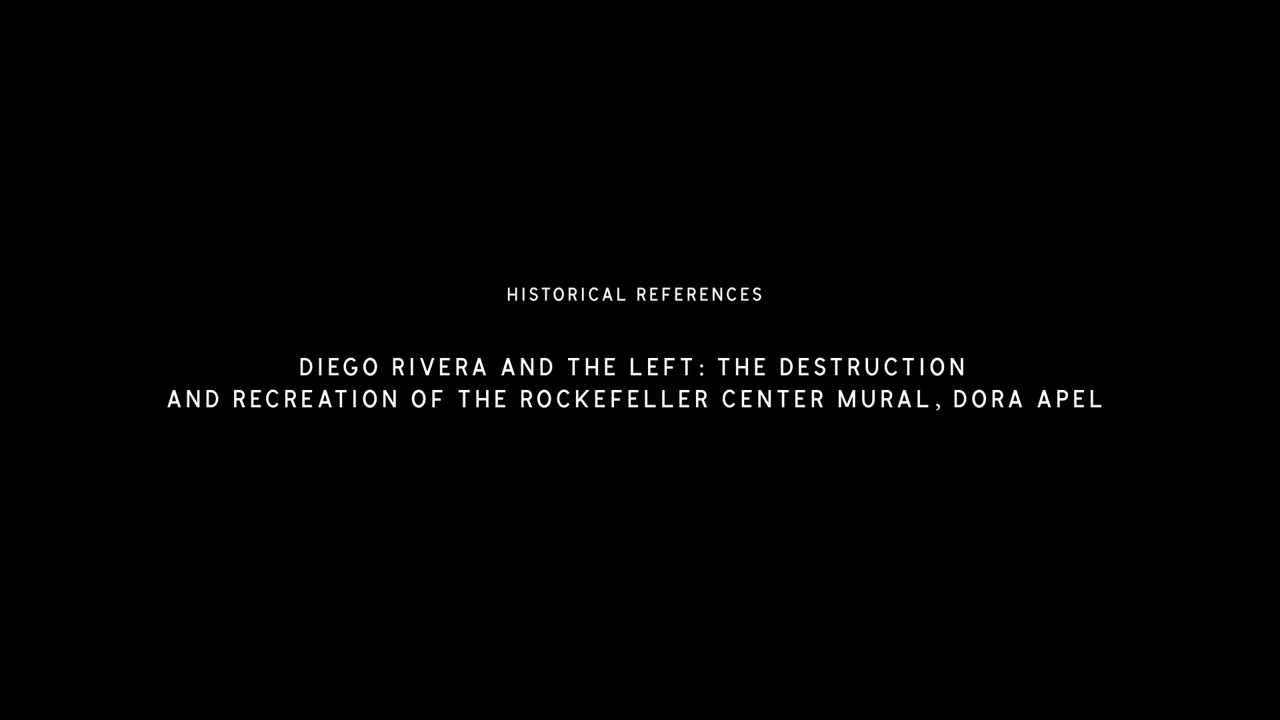 HISTORICAL REFERENCES
DIEGO RIVERA AND THE LEFT: THE DESTRUCTION
AND RECREATION OF THE ROCKEFELLER CENTER MURAL, DORA APEL